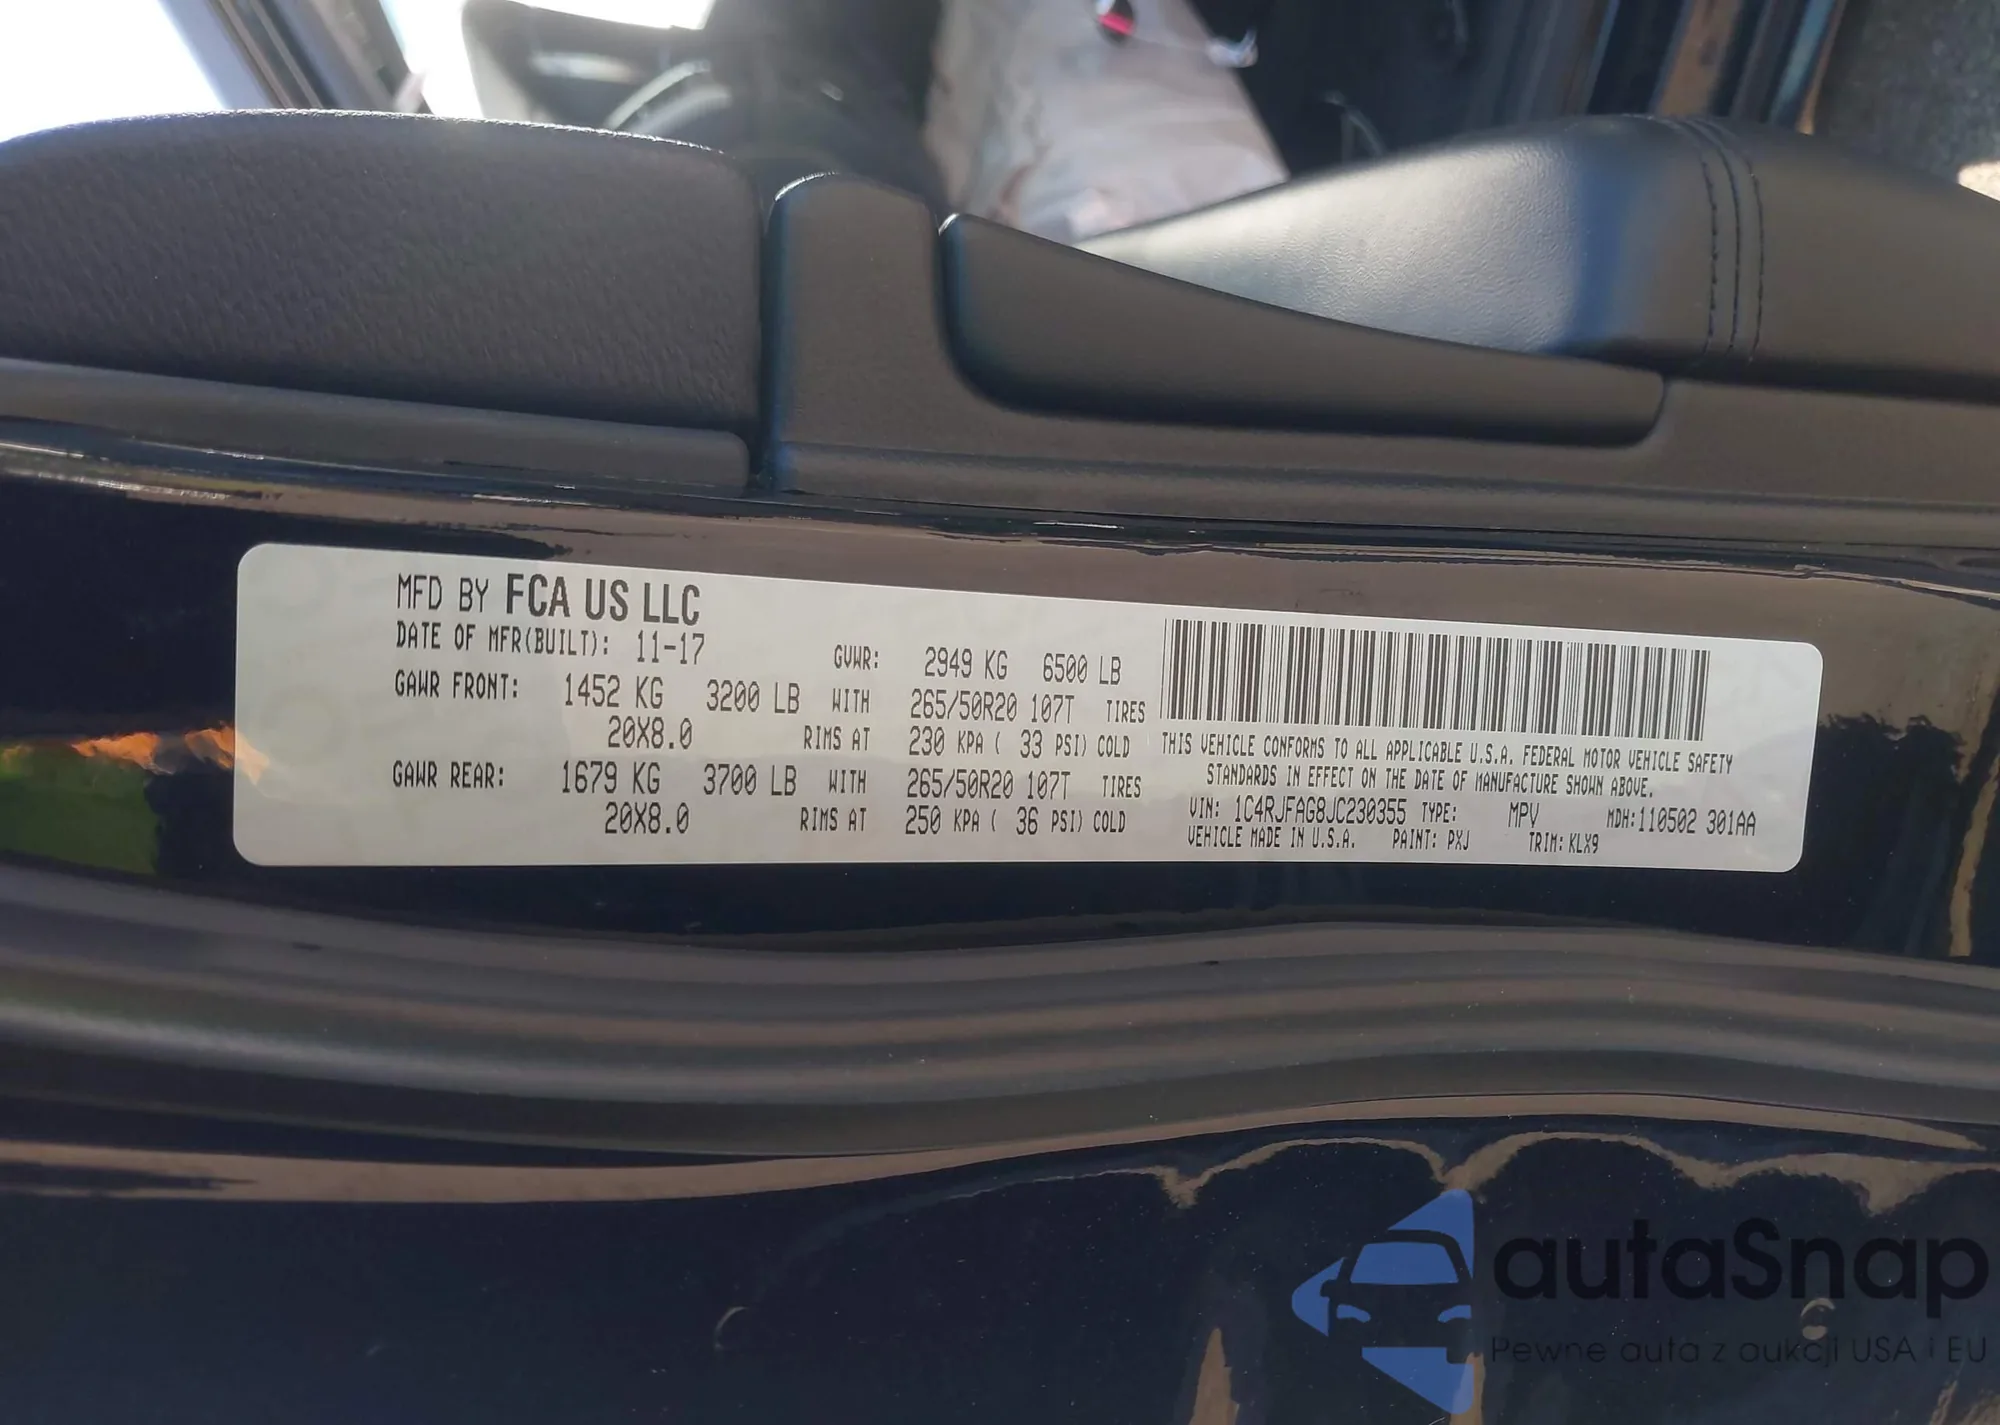 MFD BY FCA US LLC
DATE OF MFR(BUILT): 11-17 GVWR: 2949 KG 6500 LB
GAWR FRONT: 1452 KG 3200 LB WITH 265/50R20 107T TIRES
20X8.0 RIMS AT 230 KPA ( 33 PSI) COLD
GAWR REAR: 1679 KG 3700 LB WITH 265/50R20 107T TIRES
20X8.0 RIMS AT 250 KPA ( 36 PSI) COLD
THIS VEHICLE CONFORMS TO ALL APPLICABLE U.S.A. FEDERAL MOTOR VEHICLE SAFETY
STANDARDS IN EFFECT ON THE DATE OF MANUFACTURE SHOWN ABOVE.
VIN: 1C4RJFAG8JC230355 TYPE: MPV MDH:110502 301AA
VEHICLE MADE IN U.S.A. PAINT: PXJ TRIM: KLX9
autaSnap
Pewne auta z aukcji USA i EU